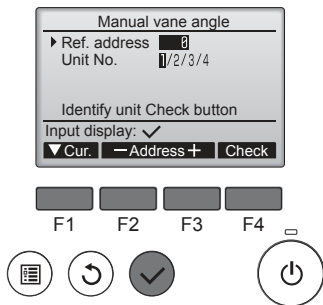 Manual vane angle
Ref. address 0
Unit No. 1/2/3/4
Identify unit Check button
Input display: ✓
▼Cur. －Address＋ Check
F1 F2 F3 F4